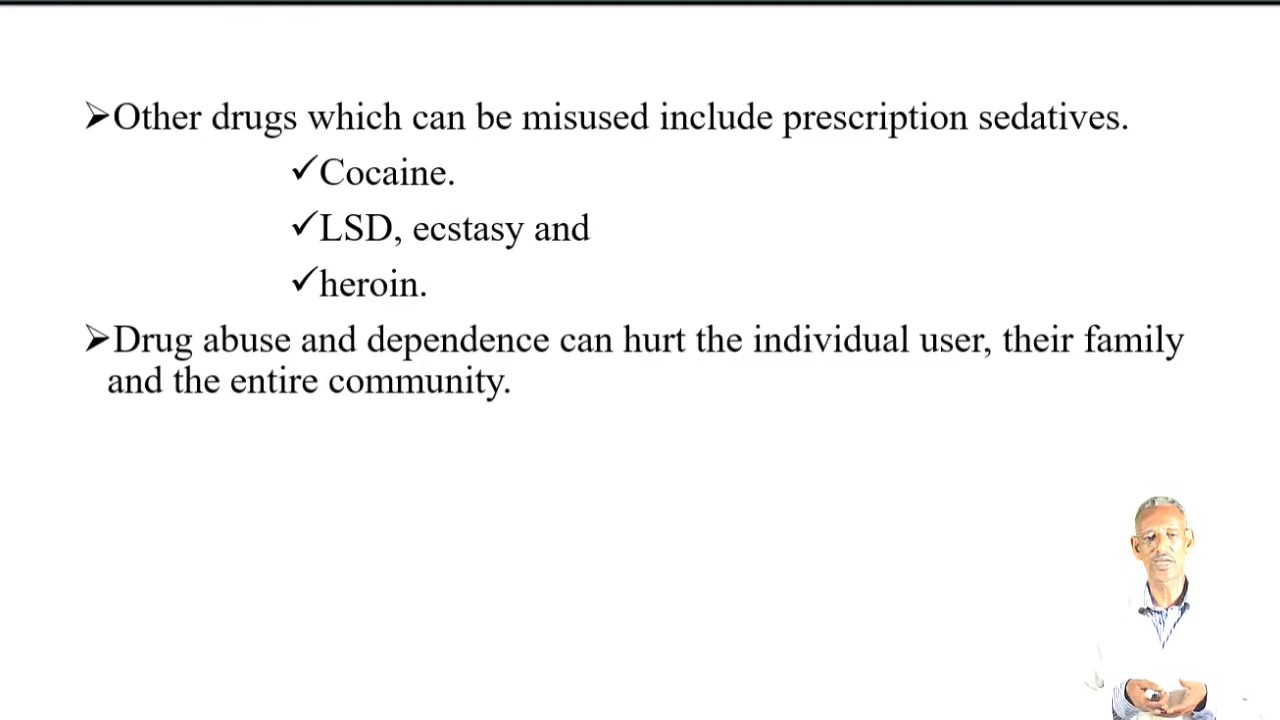 ➢Other drugs which can be misused include prescription sedatives.
✓Cocaine.
✓LSD, ecstasy and
✓heroin.
➢Drug abuse and dependence can hurt the individual user, their family
and the entire community.